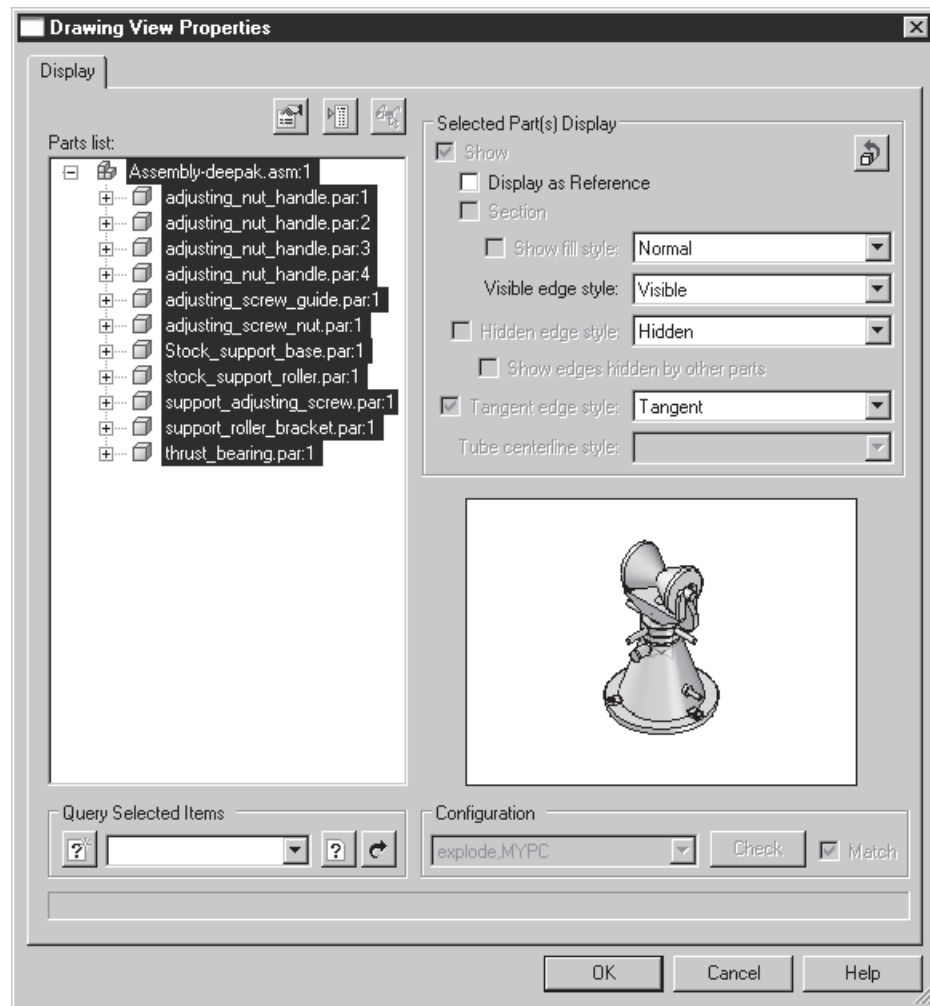 Drawing View Properties
Display
Parts list:
Assembly-deepak.asm:1
adjusting_nut_handle.par:1
adjusting_nut_handle.par:2
adjusting_nut_handle.par:3
adjusting_nut_handle.par:4
adjusting_screw_guide.par:1
adjusting_screw_nut.par:1
Stock_support_base.par:1
stock_support_roller.par:1
support_adjusting_screw.par:1
support_roller_bracket.par:1
thrust_bearing.par:1
Selected Part(s) Display
Show
Display as Reference
Section
Show fill style: Normal
Visible edge style: Visible
Hidden edge style: Hidden
Show edges hidden by other parts
Tangent edge style: Tangent
Tube centerline style:
Query Selected Items
? ?
Configuration
explode,MYPC Check Match
OK Cancel Help